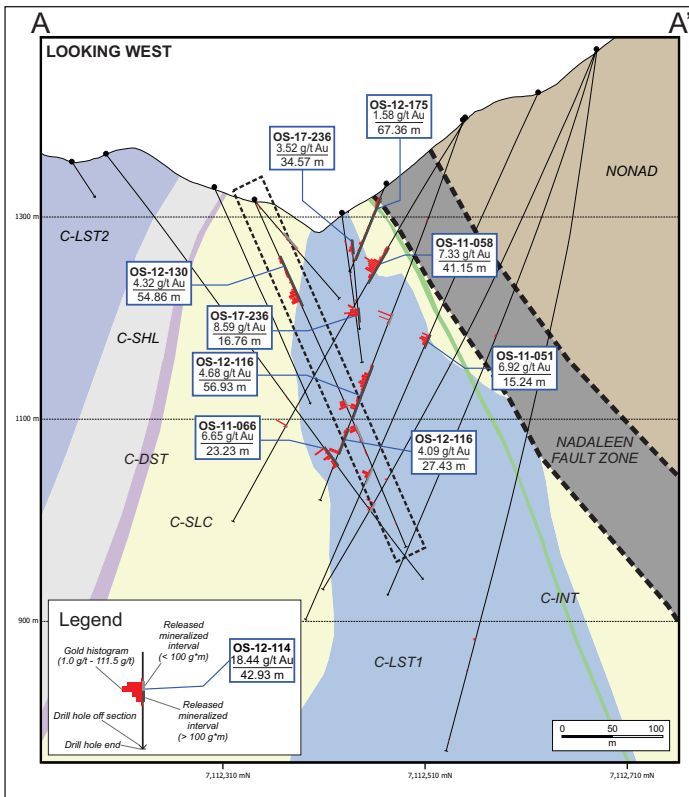 A
A'
LOOKING WEST
OS-12-175
1.58 g/t Au
67.36 m
OS-17-236
3.52 g/t Au
34.57 m
NONAD
1300 m
C-LST2
OS-11-058
7.33 g/t Au
41.15 m
OS-12-130
4.32 g/t Au
54.86 m
OS-17-236
8.59 g/t Au
16.76 m
C-SHL
OS-12-116
4.68 g/t Au
56.93 m
OS-11-051
6.92 g/t Au
15.24 m
1100 m
OS-11-066
6.65 g/t Au
23.23 m
OS-12-116
4.09 g/t Au
27.43 m
NADALEEN
FAULT ZONE
C-DST
C-SLC
C-INT
900 m
C-LST1
Legend
Gold histogram
(1.0 g/t - 111.5 g/t)
Released
mineralized
interval
(< 100 g*m)
OS-12-114
18.44 g/t Au
42.93 m
Released
mineralized
interval
(> 100 g*m)
Drill hole off section
Drill hole end
0 50 100
m
7,112,310 mN
7,112,510 mN
7,112,710 mN